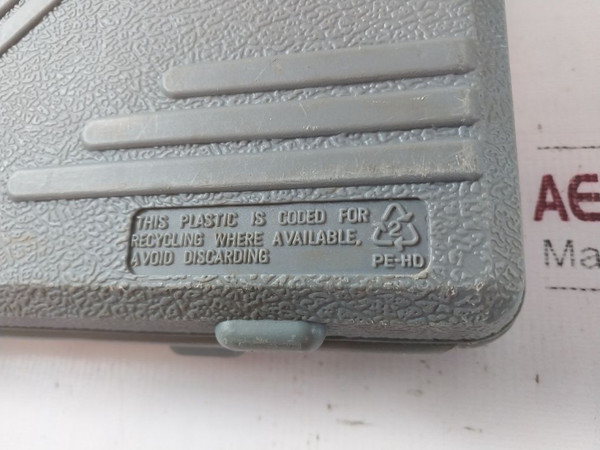 THIS PLASTIC IS CODED FOR
RECYCLING WHERE AVAILABLE,
AVOID DISCARDING
2
PE-HD
AE
Ma